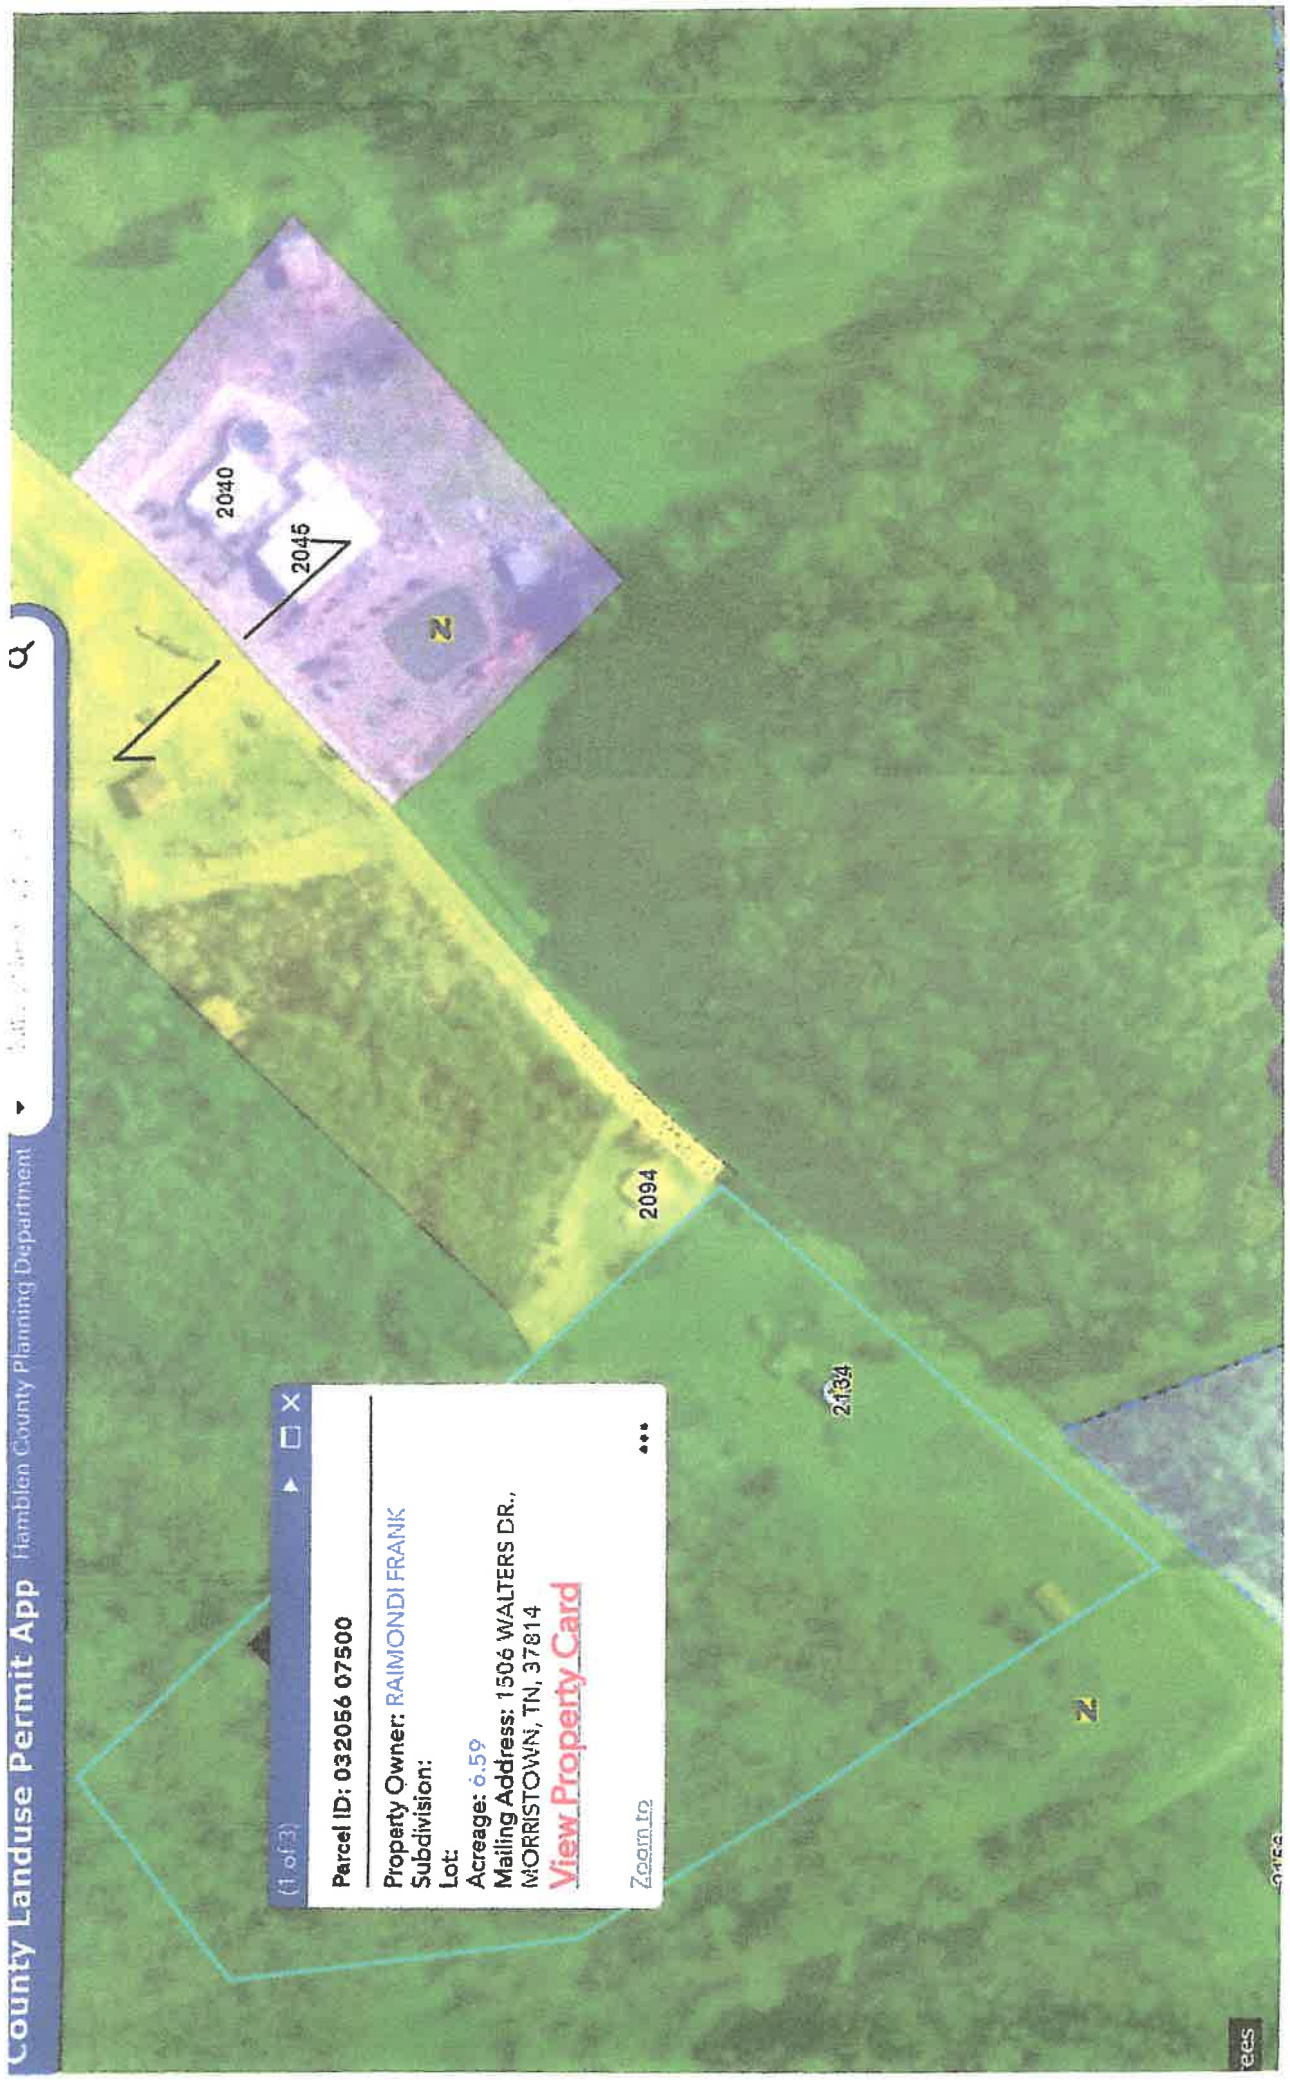 County Landuse Permit App Hamblen County Planning Department
(1 of 3)
Parcel ID: 032056 07500
Property Owner: RAIMONDI FRANK
Subdivision:
Lot:
Acreage: 6.59
Mailing Address: 1506 WALTERS DR.,
MORRISTOWN, TN, 37814
View Property Card
Zoom to
2040
2045
Z
2094
2134
Z
ees